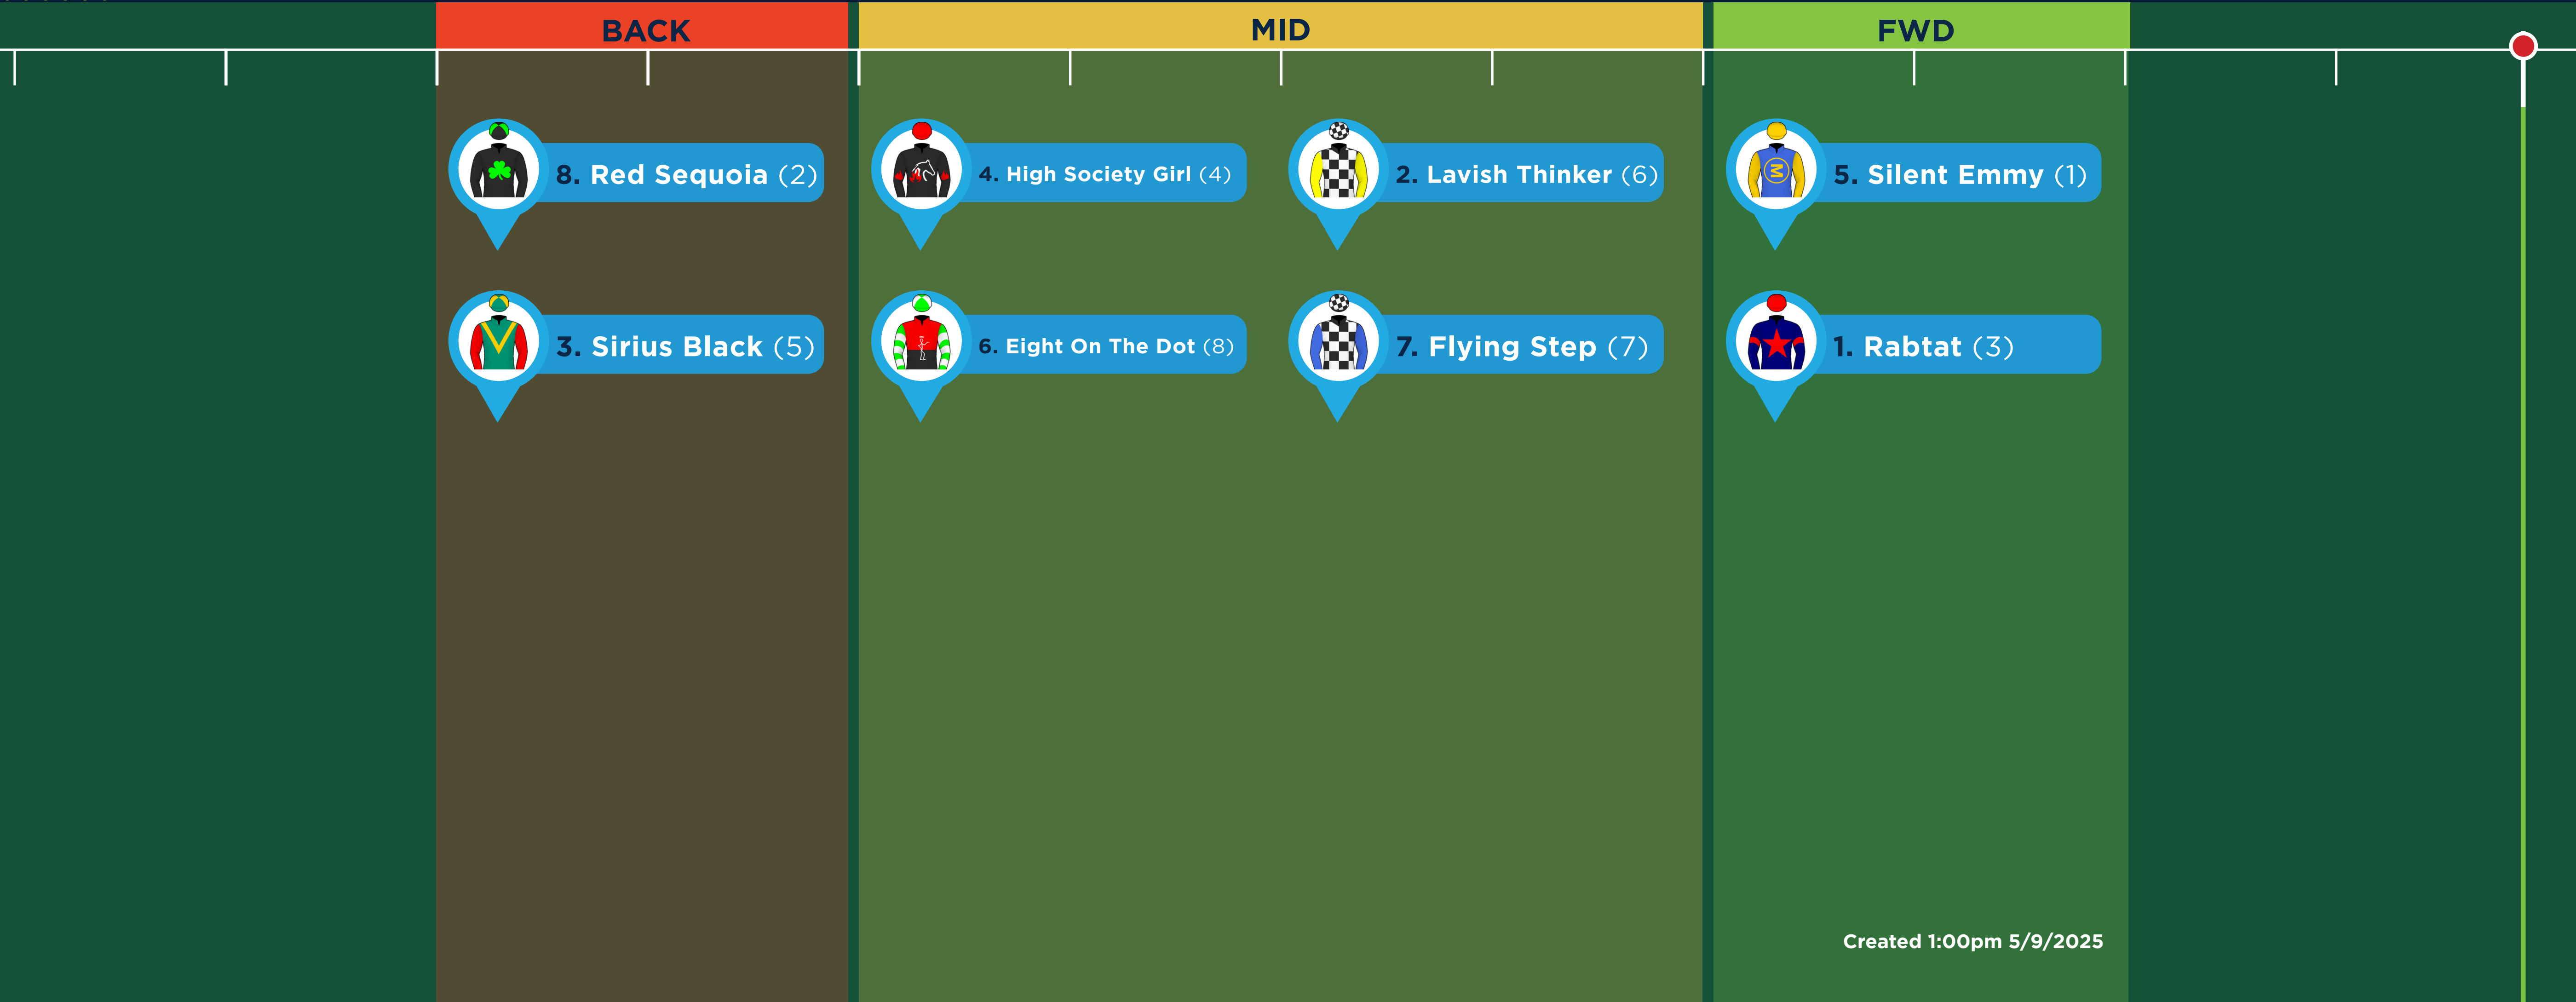 BACK
MID
FWD
8. Red Sequoia (2)
4. High Society Girl (4)
2. Lavish Thinker (6)
5. Silent Emmy (1)
3. Sirius Black (5)
6. Eight On The Dot (8)
7. Flying Step (7)
1. Rabtat (3)
Created 1:00pm 5/9/2025